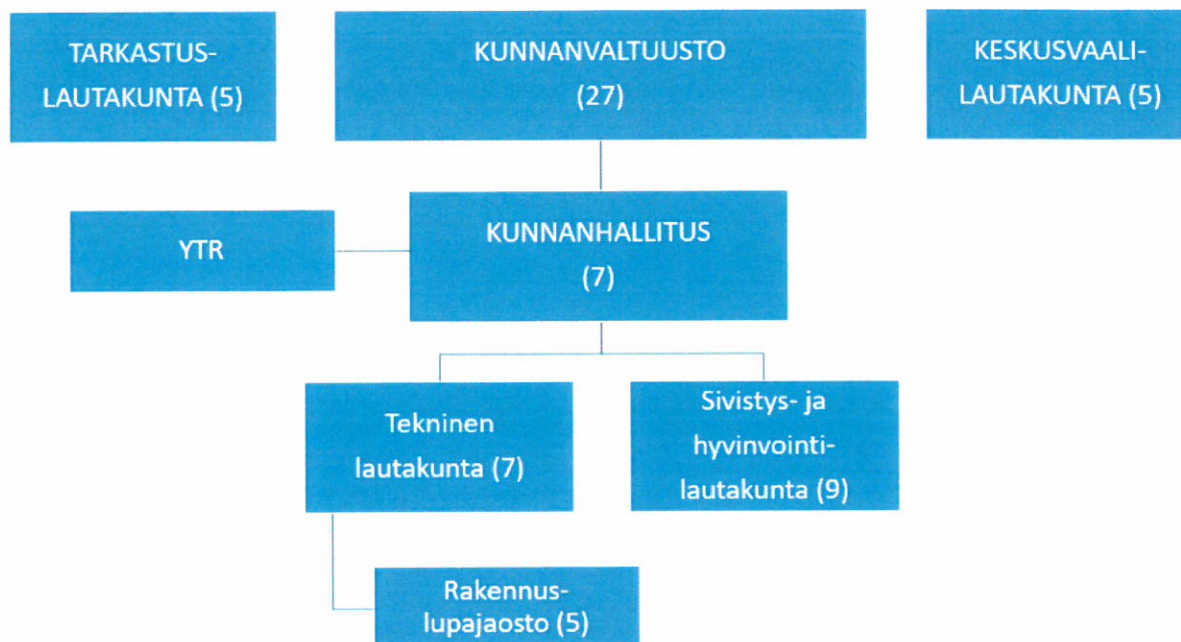 TARKASTUS-
LAUTAKUNTA (5)
KUNNANVALTUUSTO
(27)
KESKUSVAALI-
LAUTAKUNTA (5)
YTR
KUNNANHALLITUS
(7)
Tekninen
lautakunta (7)
Sivistys- ja
hyvinvointi-
lautakunta (9)
Rakennus-
lupajaosto (5)